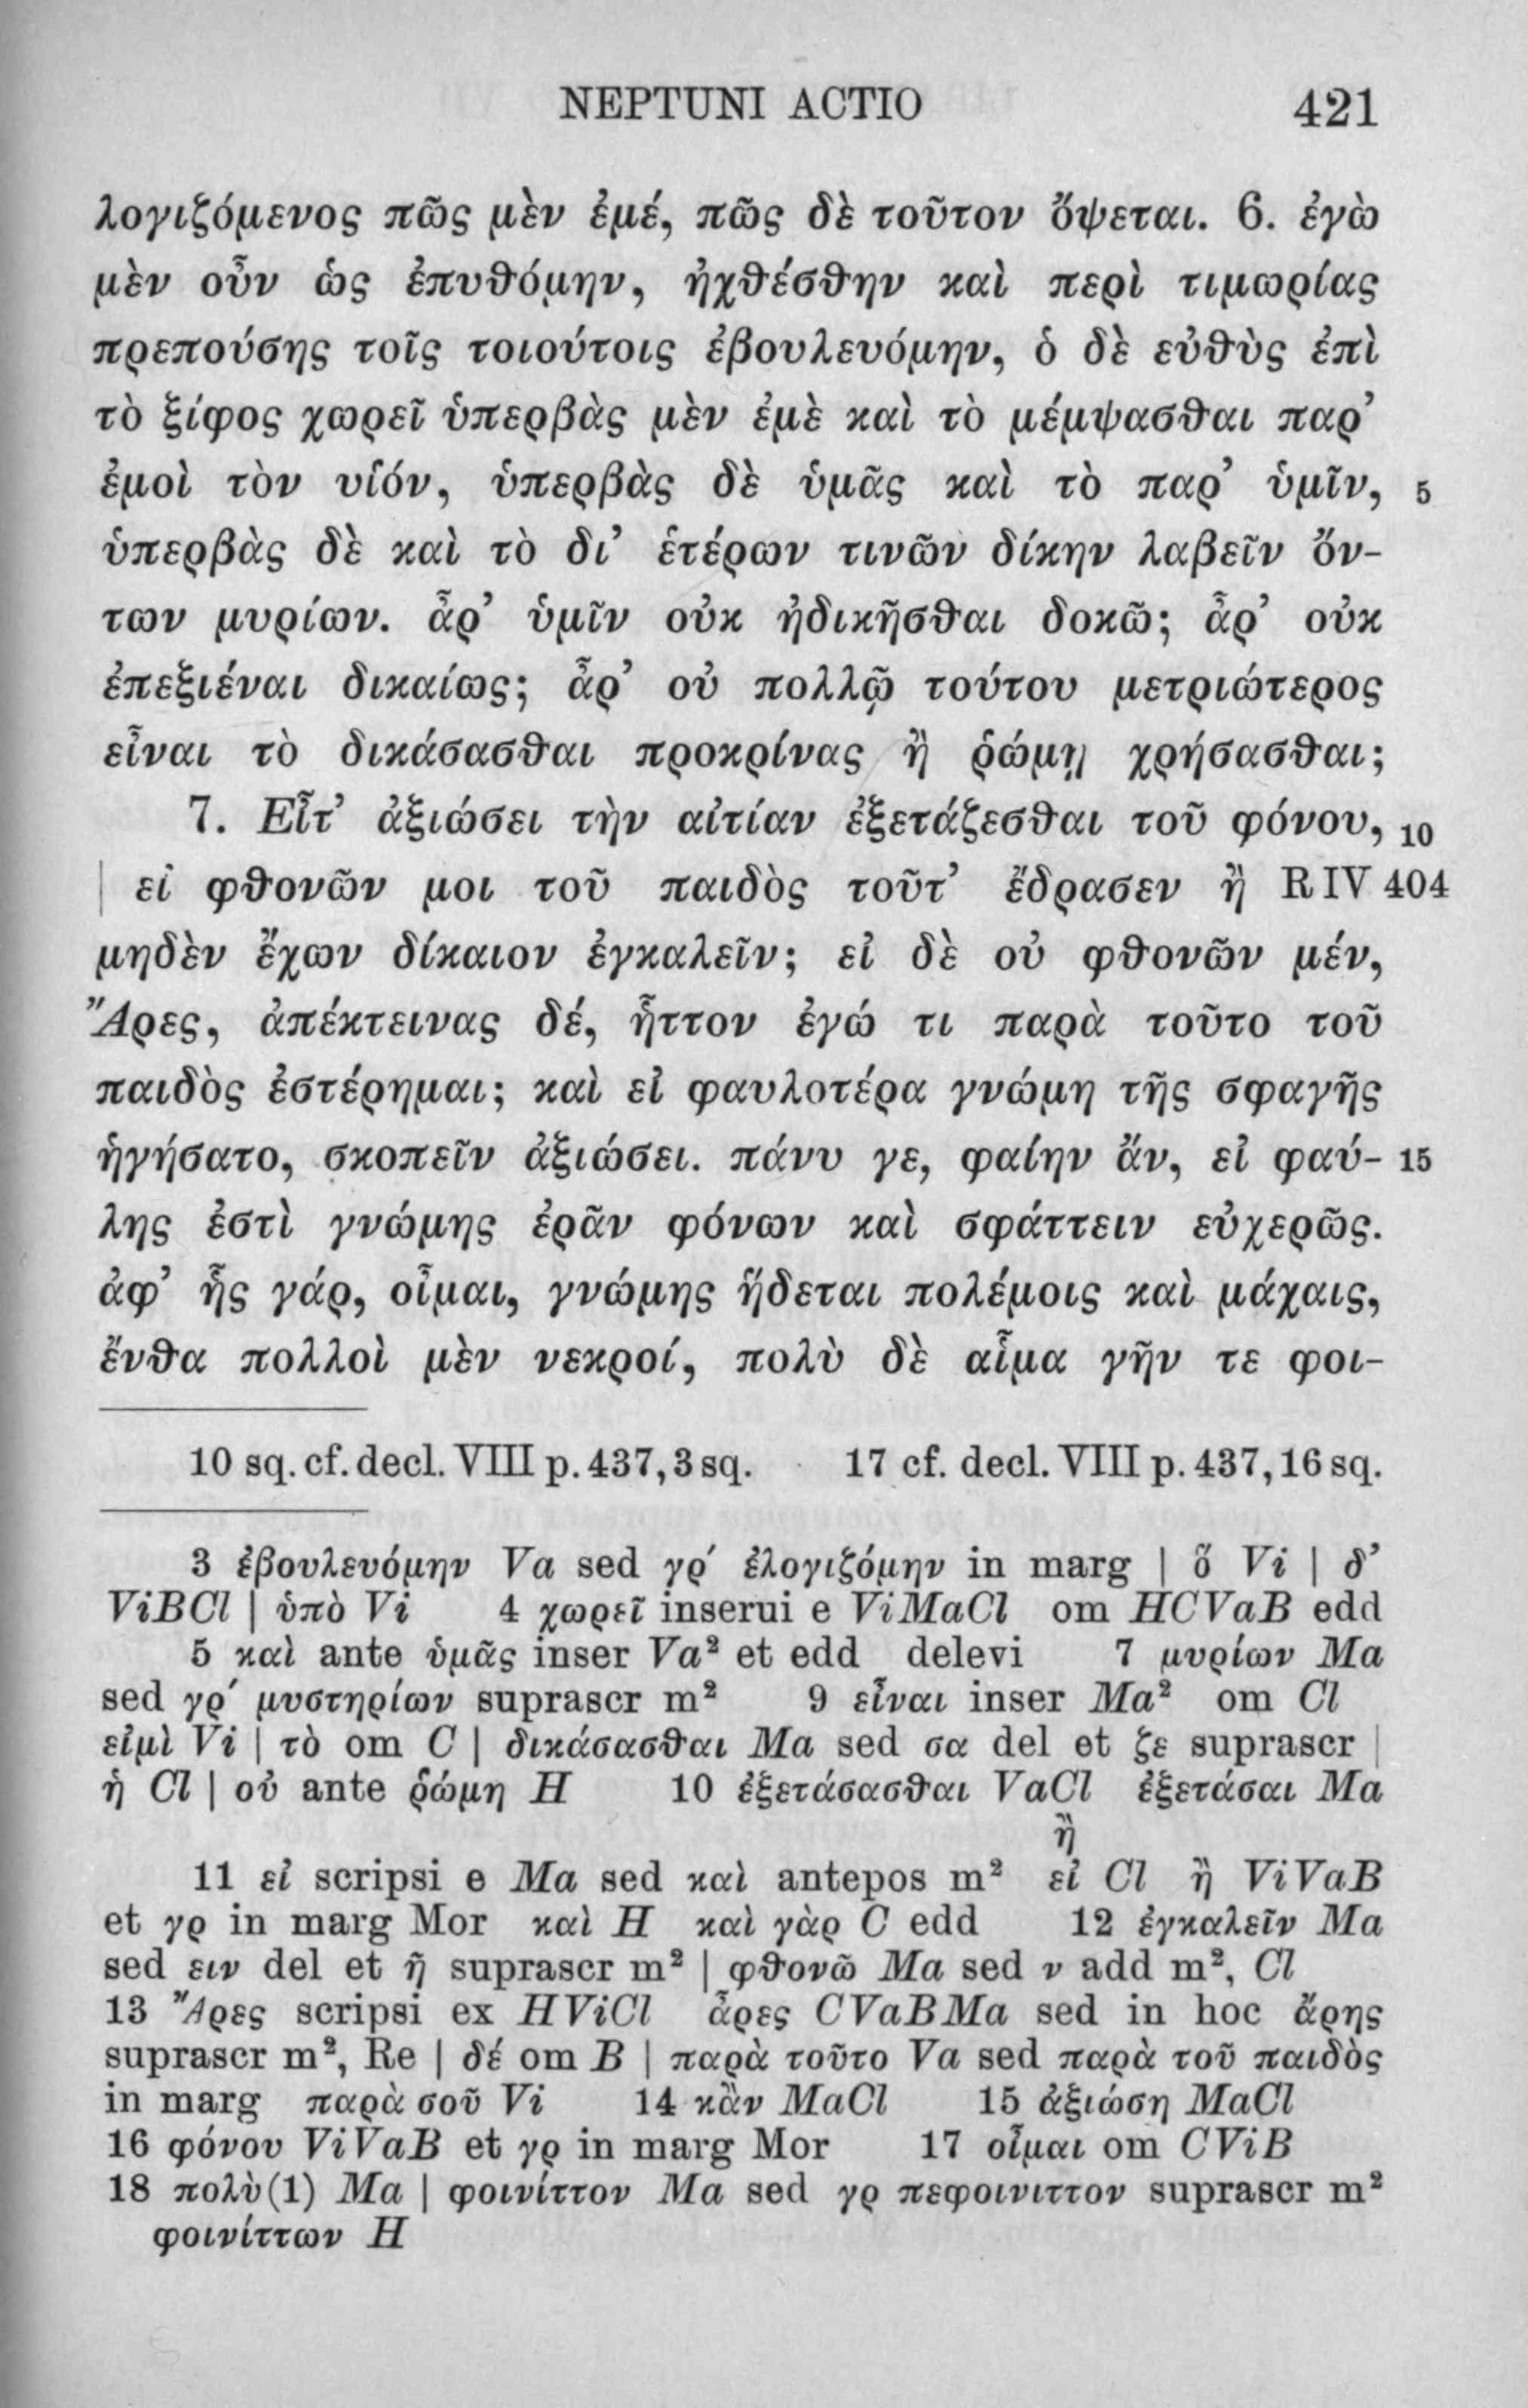 NEPTUNI ACTIO 421
λογιζόμενος πῶς μὲν ἐμέ, πῶς δὲ τοῦτον ὄψεται. 6. ἐγὼ
μὲν οὖν ὡς ἐπυθόμην, ἠχθέσθην καὶ περὶ τιμωρίας
πρεπούσης τοῖς τοιούτοις ἐβουλευόμην, ὁ δὲ εὐθὺς ἐπὶ
τὸ ξίφος χωρεῖ ὑπερβὰς μὲν ἐμὲ καὶ τὸ μέμψασθαι παρ’
ἐμοὶ τὸν υἱόν, ὑπερβὰς δὲ ὑμᾶς καὶ τὸ παρ’ ὑμῖν, 5
ὑπερβὰς δὲ καὶ τὸ δι’ ἑτέρων τινῶν δίκην λαβεῖν ὄν-
των μυρίων. ἆρ’ ὑμῖν οὐκ ἠδικῆσθαι δοκῶ; ἆρ’ οὐκ
ἐπεξιέναι δικαίως; ἆρ’ οὐ πολλῷ τούτου μετριώτερος
εἶναι τὸ δικάσασθαι προκρίνας ἢ ῥώμῃ χρήσασθαι;
7. Εἶτ’ ἀξιώσει τὴν αἰτίαν ἐξετάζεσθαι τοῦ φόνου, 10
| εἰ φθονῶν μοι τοῦ παιδὸς τοῦτ’ ἔδρασεν ἢ R IV 404
μηδὲν ἔχων δίκαιον ἐγκαλεῖν; εἰ δὲ οὐ φθονῶν μέν,
Ἄρες, ἀπέκτεινας δέ, ἧττον ἐγώ τι παρὰ τοῦτο τοῦ
παιδὸς ἐστέρημαι; καὶ εἰ φαυλοτέρα γνώμη τῆς σφαγῆς
ἡγήσατο, σκοπεῖν ἀξιώσει. πάνυ γε, φαίην ἄν, εἰ φαύ- 15
λης ἐστὶ γνώμης ἐρᾶν φόνων καὶ σφάττειν εὐχερῶς.
ἀφ’ ἧς γάρ, οἶμαι, γνώμης ἥδεται πολέμοις καὶ μάχαις,
ἔνθα πολλοὶ μὲν νεκροί, πολὺ δὲ αἷμα γῆν τε φοι-
10 sq. cf. decl. VIII p. 437, 3 sq. 17 cf. decl. VIII p. 437, 16 sq.
3 ἐβουλευόμην Va sed γρ´ ἐλογιζόμην in marg | ὅ Vi | δ’
ViBCl | ὑπὸ Vi 4 χωρεῖ inserui e ViMaCl om HCVaB edd
5 καὶ ante ὑμᾶς inser Va² et edd delevi 7 μυρίων Ma
sed γρ´ μυστηρίων suprascr m² 9 εἶναι inser Ma² om Cl
εἰμὶ Vi | τὸ om C | δικάσασθαι Ma sed σα del et ζε suprascr |
ἡ Cl | οὐ ante ῥώμη H 10 ἐξετάσασθαι VaCl ἐξετάσαι Ma
ἢ
11 εἰ scripsi e Ma sed καὶ antepos m² εἰ Cl ἢ ViVaB
et γρ in marg Mor καὶ H καὶ γὰρ C edd 12 ἐγκαλεῖν Ma
sed ειν del et ῆ suprascr m² | φθονῶ Ma sed ν add m², Cl
13 Ἄρες scripsi ex HViCl ἆρες CVaBMa sed in hoc ἄρης
suprascr m², Re | δέ om B | παρὰ τοῦτο Va sed παρὰ τοῦ παιδὸς
in marg παρὰ σοῦ Vi 14 κἂν MaCl 15 ἀξιώση MaCl
16 φόνου ViVaB et γρ in marg Mor 17 οἶμαι om CViB
18 πολὺ(1) Ma | φοινίττον Ma sed γρ πεφοινιττον suprascr m²
φοινίττων H